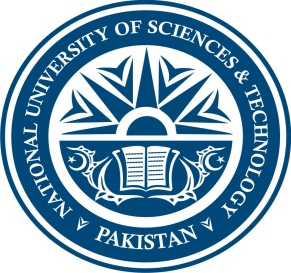 NATIONAL UNIVERSITY OF SCIENCES & TECHNOLOGY
PAKISTAN